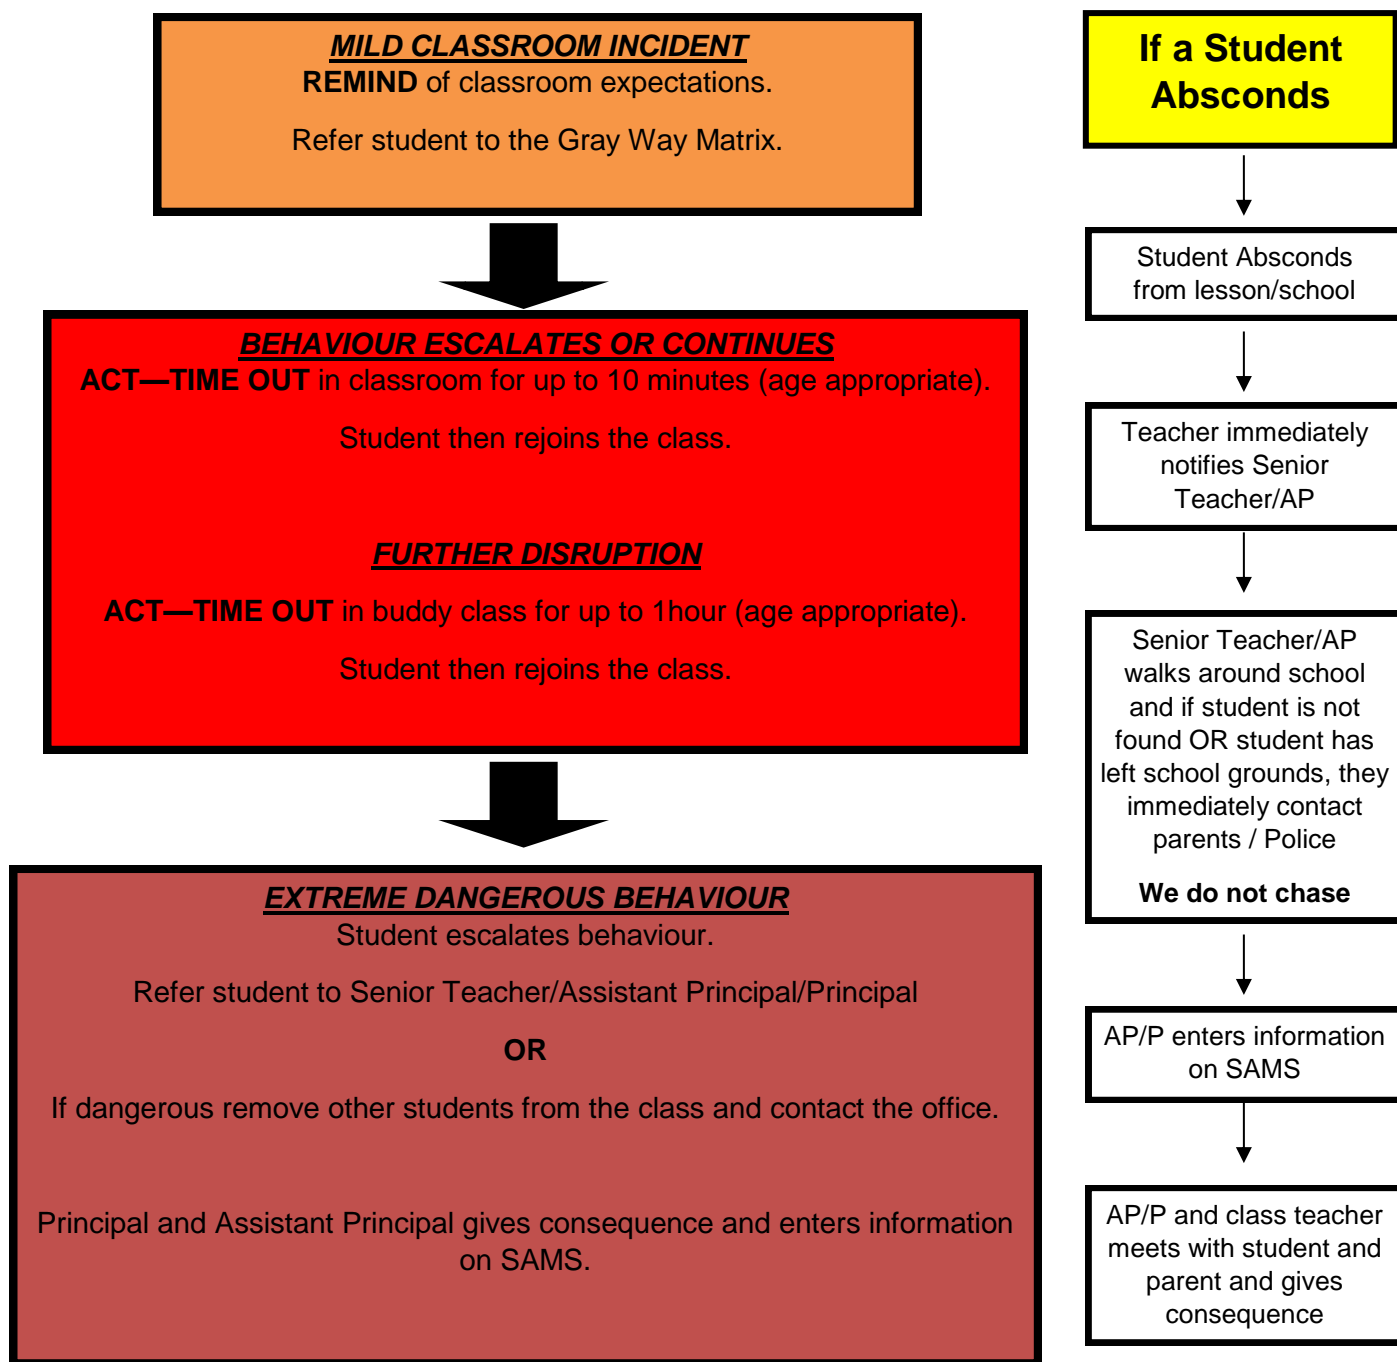 MILD CLASSROOM INCIDENT
REMIND of classroom expectations.
Refer student to the Gray Way Matrix.
BEHAVIOUR ESCALATES OR CONTINUES
ACT—TIME OUT in classroom for up to 10 minutes (age appropriate).
Student then rejoins the class.
FURTHER DISRUPTION
ACT—TIME OUT in buddy class for up to 1hour (age appropriate).
Student then rejoins the class.
EXTREME DANGEROUS BEHAVIOUR
Student escalates behaviour.
Refer student to Senior Teacher/Assistant Principal/Principal
OR
If dangerous remove other students from the class and contact the office.
Principal and Assistant Principal gives consequence and enters information
on SAMS.
If a Student
Absconds
Student Absconds
from lesson/school
Teacher immediately
notifies Senior
Teacher/AP
Senior Teacher/AP
walks around school
and if student is not
found OR student has
left school grounds, they
immediately contact
parents / Police
We do not chase
AP/P enters information
on SAMS
AP/P and class teacher
meets with student and
parent and gives
consequence